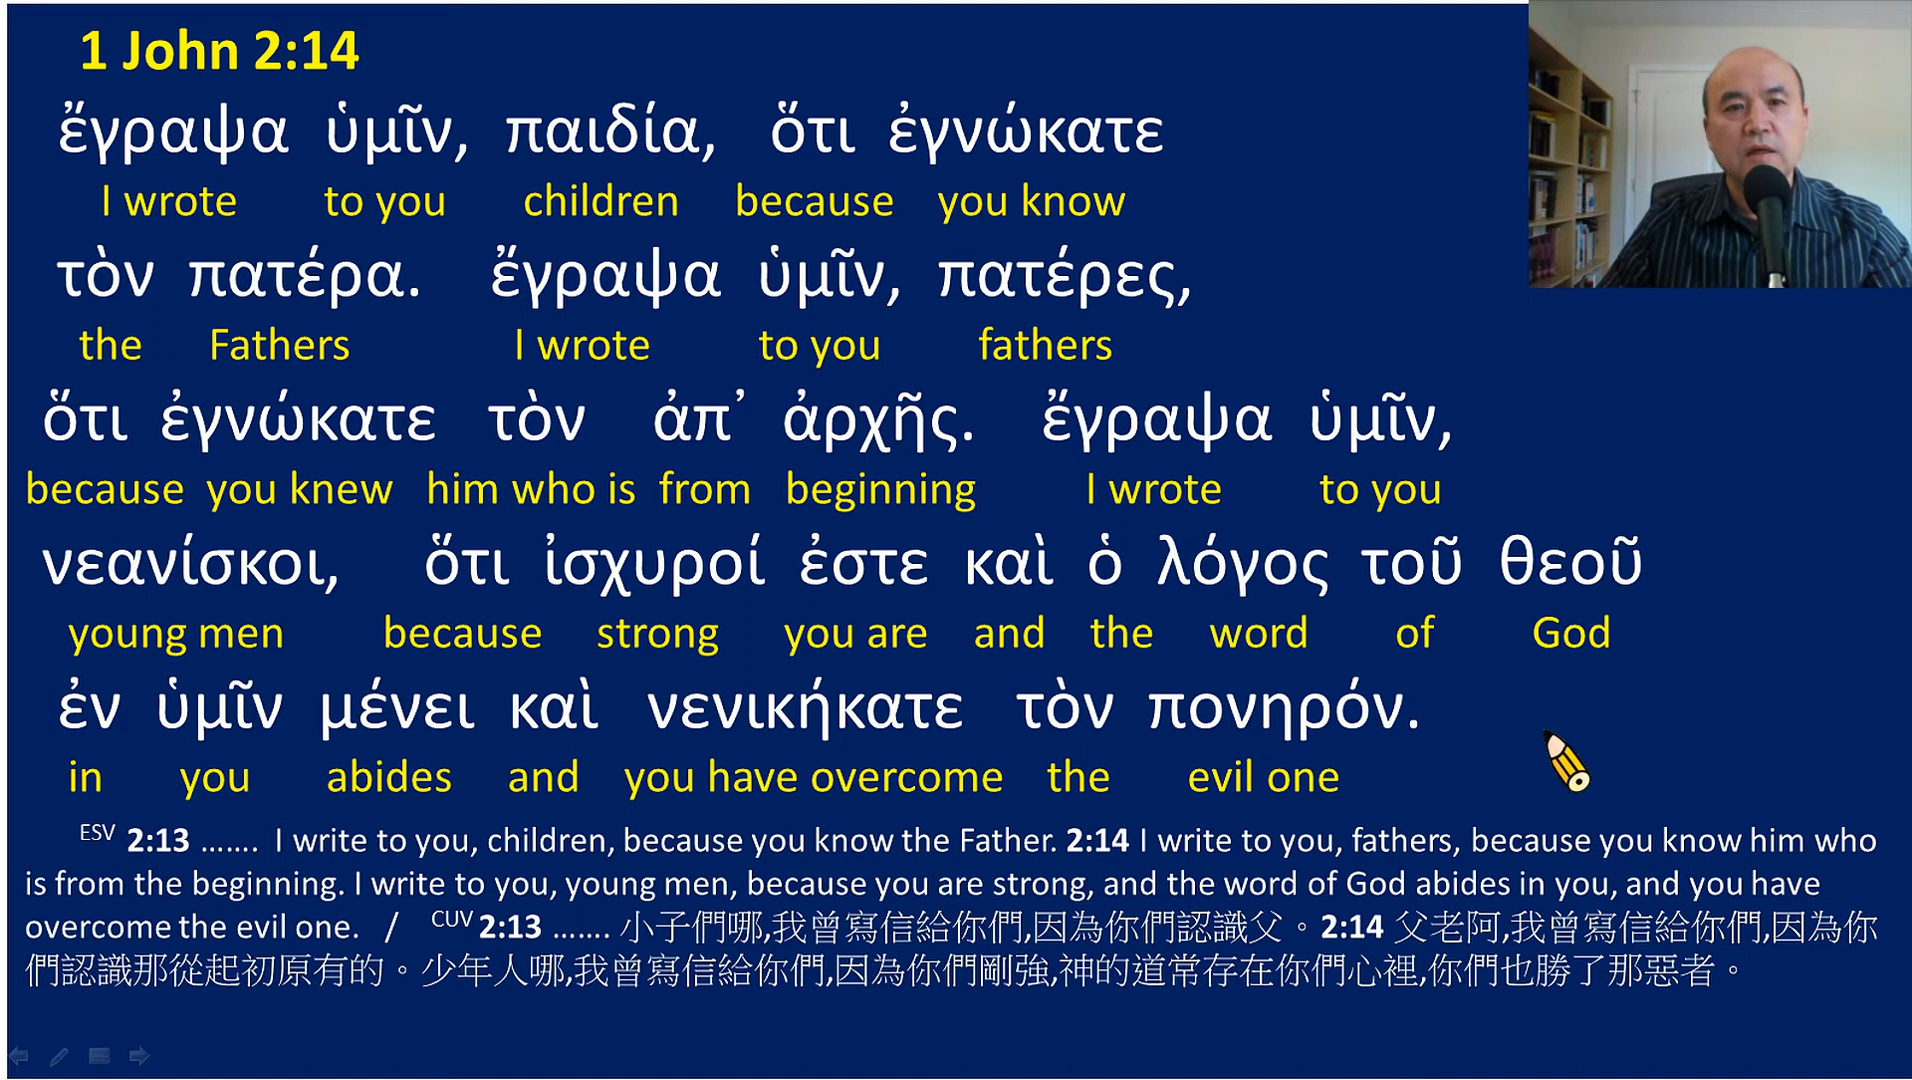 1 John 2:14
ἔγραψα ὑμῖν, παιδία, ὅτι ἐγνώκατε
I wrote to you children because you know
τὸν πατέρα. ἔγραψα ὑμῖν, πατέρες,
the Fathers I wrote to you fathers
ὅτι ἐγνώκατε τὸν ἀπ᾽ ἀρχῆς. ἔγραψα ὑμῖν,
because you knew him who is from beginning I wrote to you
νεανίσκοι, ὅτι ἰσχυροί ἐστε καὶ ὁ λόγος τοῦ θεοῦ
young men because strong you are and the word of God
ἐν ὑμῖν μένει καὶ νενικήκατε τὸν πονηρόν.
in you abides and you have overcome the evil one
ESV 2:13 ……. I write to you, children, because you know the Father. 2:14 I write to you, fathers, because you know him who
is from the beginning. I write to you, young men, because you are strong, and the word of God abides in you, and you have
overcome the evil one. / CUV 2:13 ……. 小子們哪,我曾寫信給你們,因為你們認識父。2:14 父老阿,我曾寫信給你們,因為你
們認識那從起初原有的。少年人哪,我曾寫信給你們,因為你們剛強,神的道常存在你們心裡,你們也勝了那惡者。